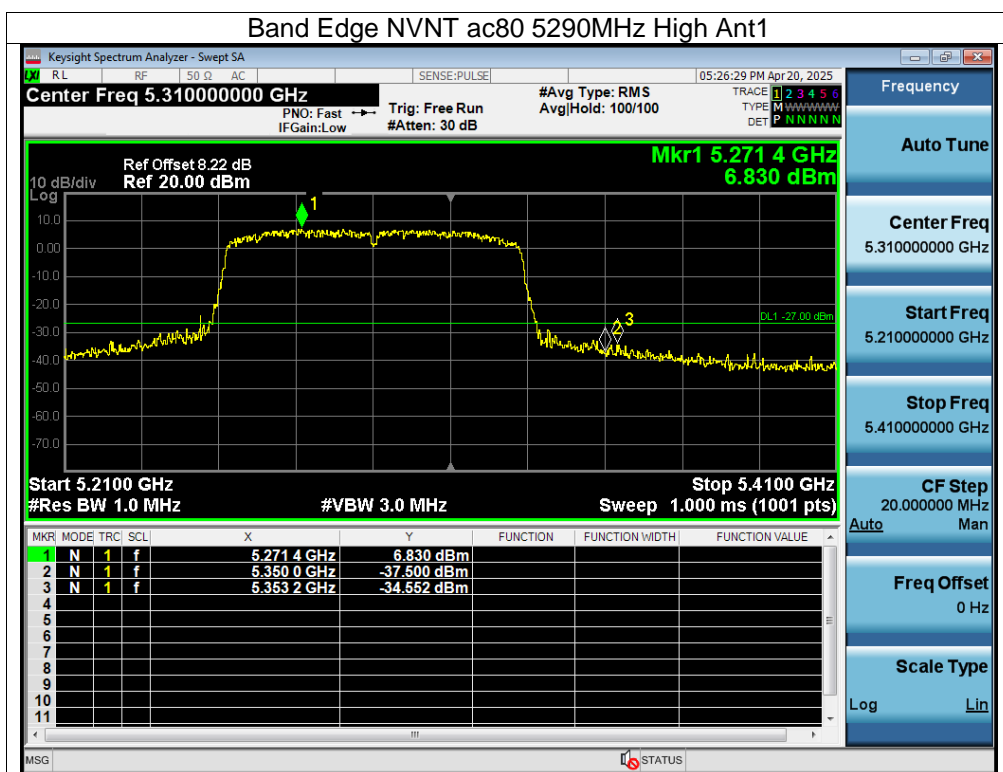 Band Edge NVNT ac80 5290MHz High Ant1
Keysight Spectrum Analyzer - Swept SA
LXI RL RF 50 Ω AC SENSE:PULSE 05:26:29 PM Apr 20, 2025
Center Freq 5.310000000 GHz
PNO: Fast
IFGain:Low
Trig: Free Run
#Atten: 30 dB
#Avg Type: RMS
Avg|Hold: 100/100
TRACE 1 2 3 4 5 6
TYPE M WWWWW
DET P N N N N N
Ref Offset 8.22 dB
10 dB/div Ref 20.00 dBm
Log
Mkr1 5.271 4 GHz
6.830 dBm
1
10.0
0.00
-10.0
-20.0
-30.0
-40.0
-50.0
-60.0
-70.0
2 3
DL1 -27.00 dBm
Start 5.2100 GHz Stop 5.4100 GHz
#Res BW 1.0 MHz #VBW 3.0 MHz Sweep 1.000 ms (1001 pts)
MKR MODE TRC SCL X Y FUNCTION FUNCTION WIDTH FUNCTION VALUE
1 N 1 f 5.271 4 GHz 6.830 dBm
2 N 1 f 5.350 0 GHz -37.500 dBm
3 N 1 f 5.353 2 GHz -34.552 dBm
4
5
6
7
8
9
10
11
MSG STATUS
Frequency
Auto Tune
Center Freq
5.310000000 GHz
Start Freq
5.210000000 GHz
Stop Freq
5.410000000 GHz
CF Step
20.000000 MHz
Auto Man
Freq Offset
0 Hz
Scale Type
Log Lin